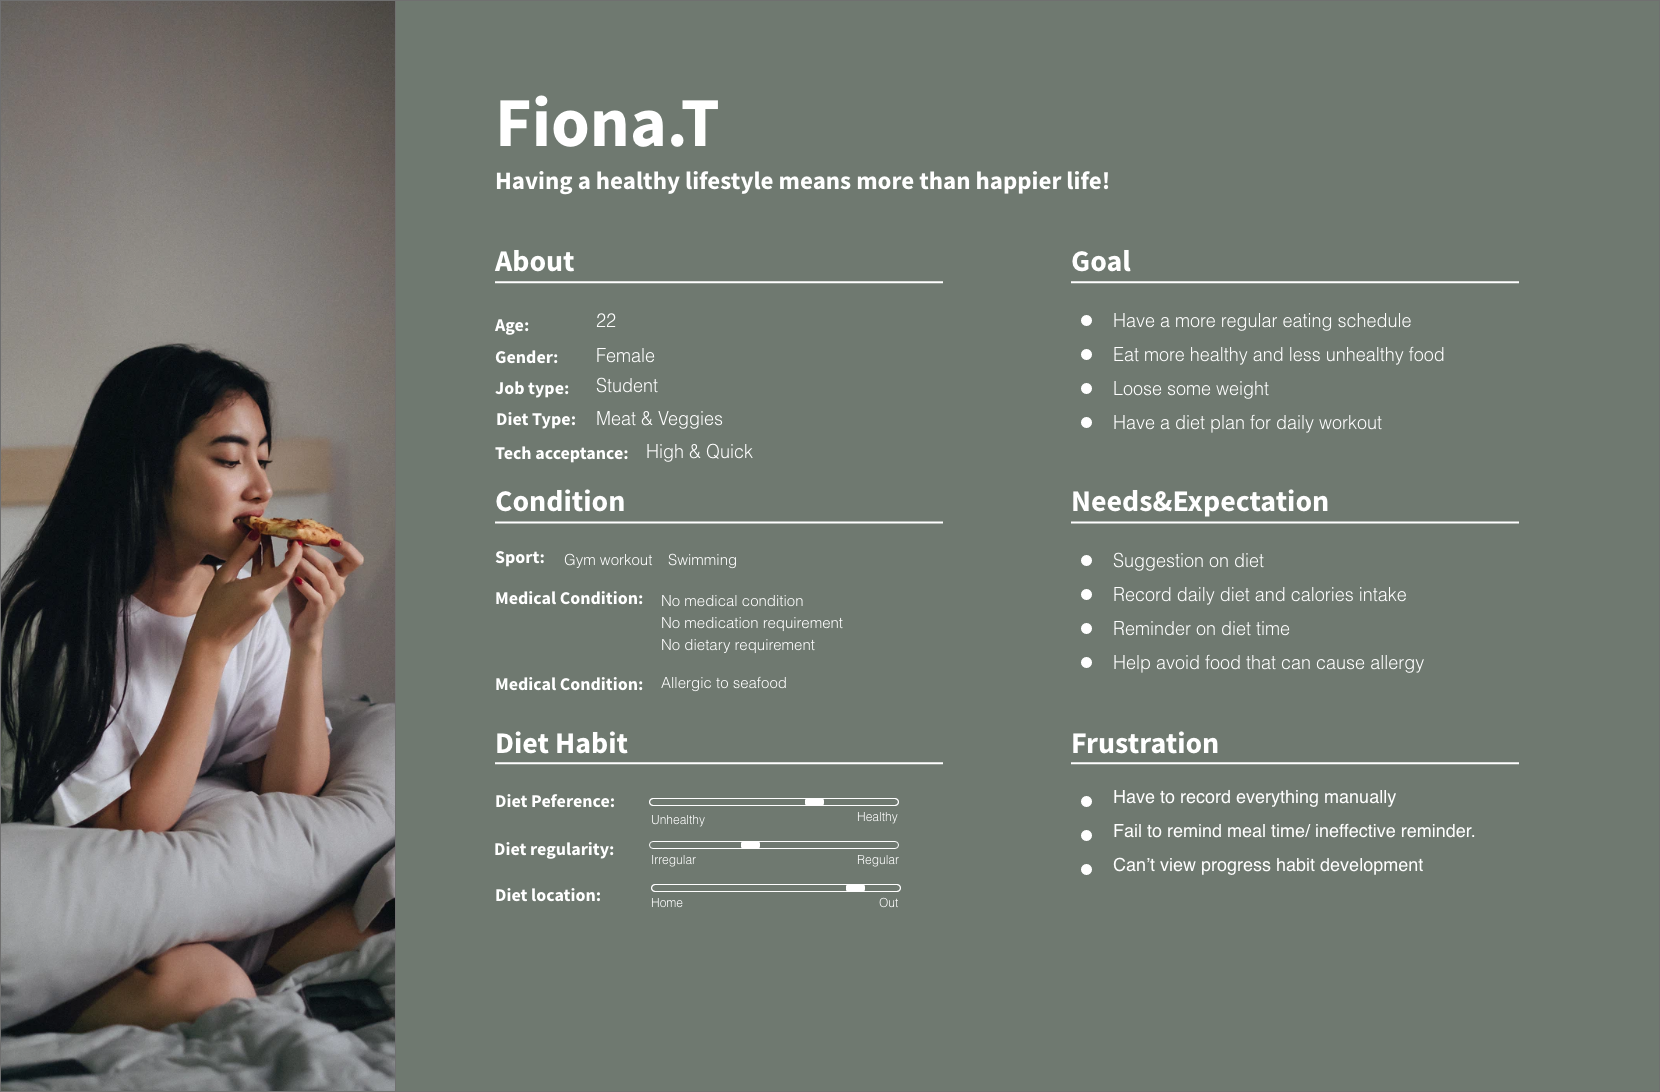 Fiona.T
Having a healthy lifestyle means more than happier life!
About
Age: 22
Gender: Female
Job type: Student
Diet Type: Meat & Veggies
Tech acceptance: High & Quick
Condition
Sport: Gym workout Swimming
Medical Condition: No medical condition
No medication requirement
No dietary requirement
Medical Condition: Allergic to seafood
Diet Habit
Diet Peference:
Unhealthy Healthy
Diet regularity:
Irregular Regular
Diet location:
Home Out
Goal
Have a more regular eating schedule
Eat more healthy and less unhealthy food
Loose some weight
Have a diet plan for daily workout
Needs&Expectation
Suggestion on diet
Record daily diet and calories intake
Reminder on diet time
Help avoid food that can cause allergy
Frustration
Have to record everything manually
Fail to remind meal time/ ineffective reminder.
Can't view progress habit development